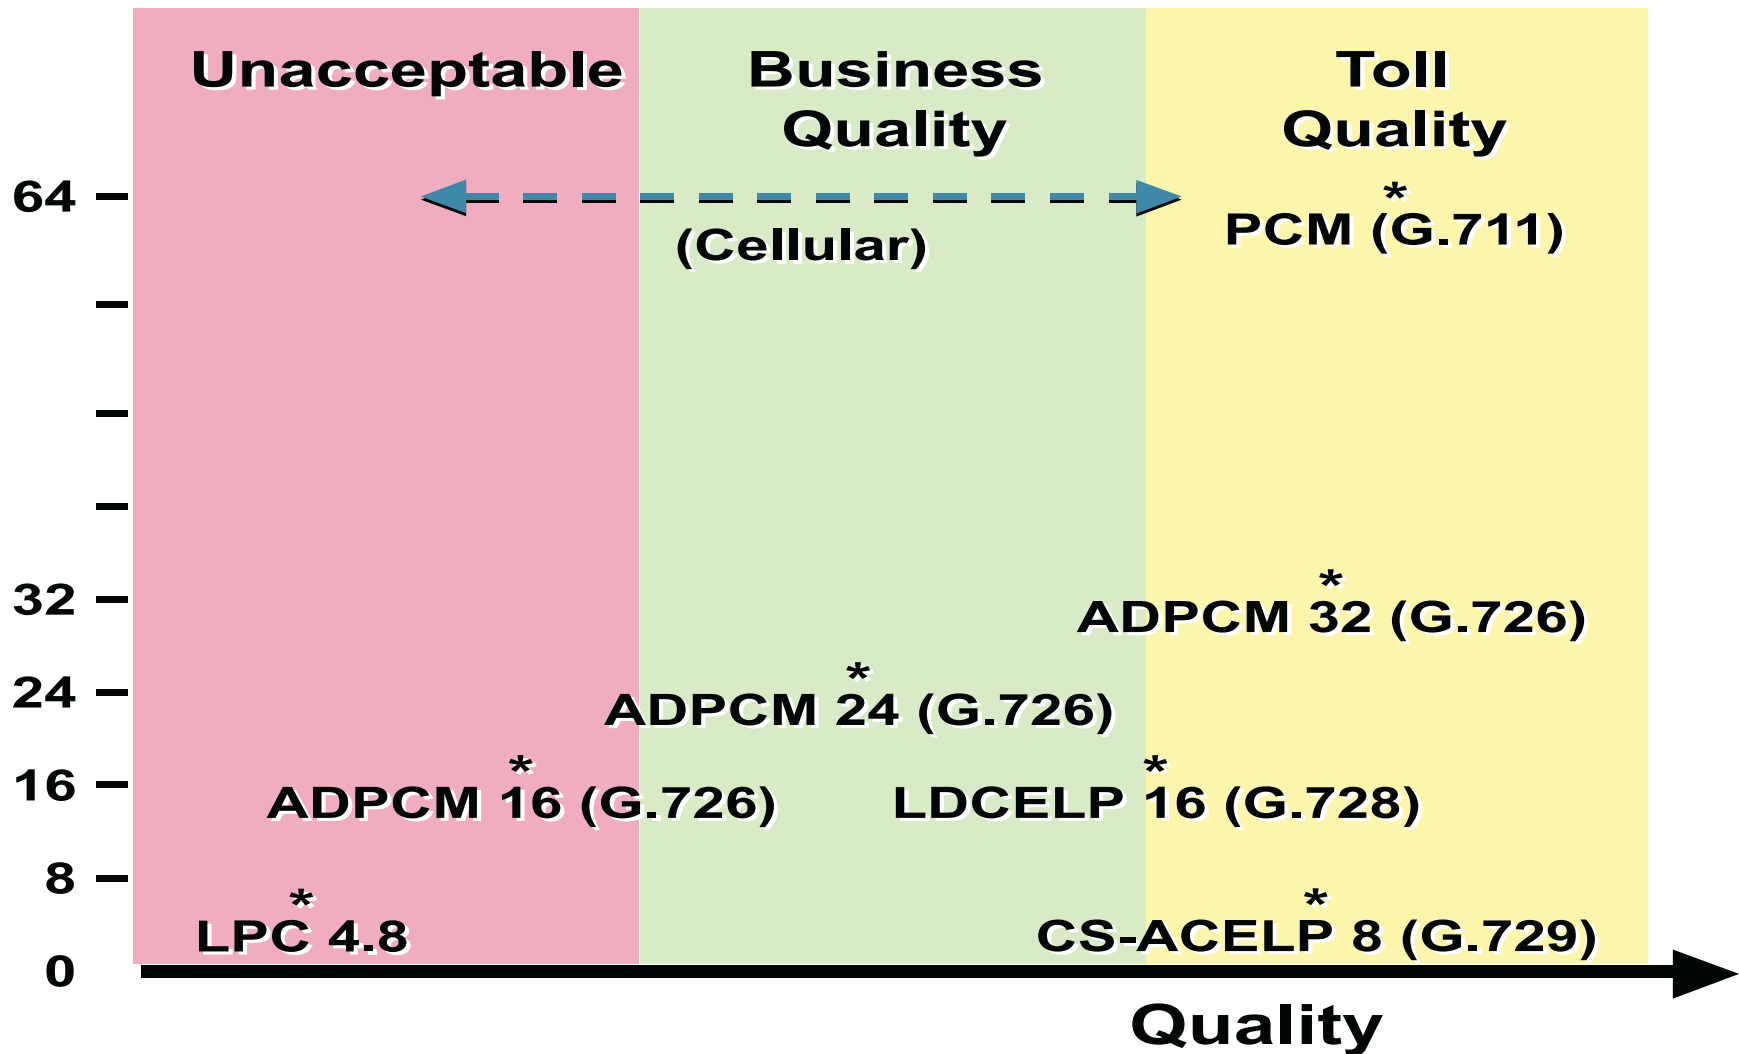 Unacceptable
Business
Quality
Toll
Quality
64
*
PCM (G.711)
(Cellular)
32
*
ADPCM 32 (G.726)
24
*
ADPCM 24 (G.726)
16
*
ADPCM 16 (G.726)
*
LDCELP 16 (G.728)
8
*
LPC 4.8
*
CS-ACELP 8 (G.729)
0
Quality